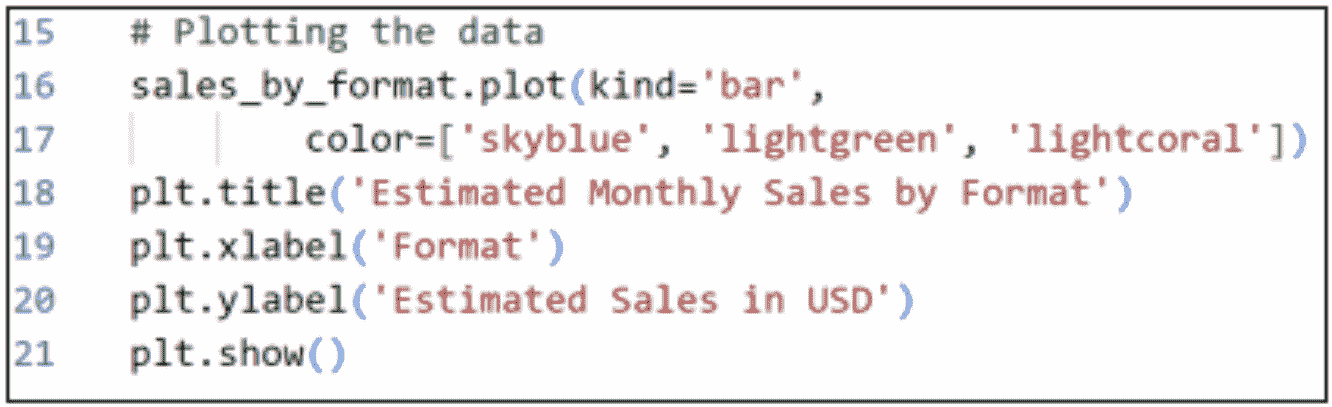 15 # Plotting the data
16 sales_by_format.plot(kind='bar',
17 color=['skyblue', 'lightgreen', 'lightcoral'])
18 plt.title('Estimated Monthly Sales by Format')
19 plt.xlabel('Format')
20 plt.ylabel('Estimated Sales in USD')
21 plt.show()